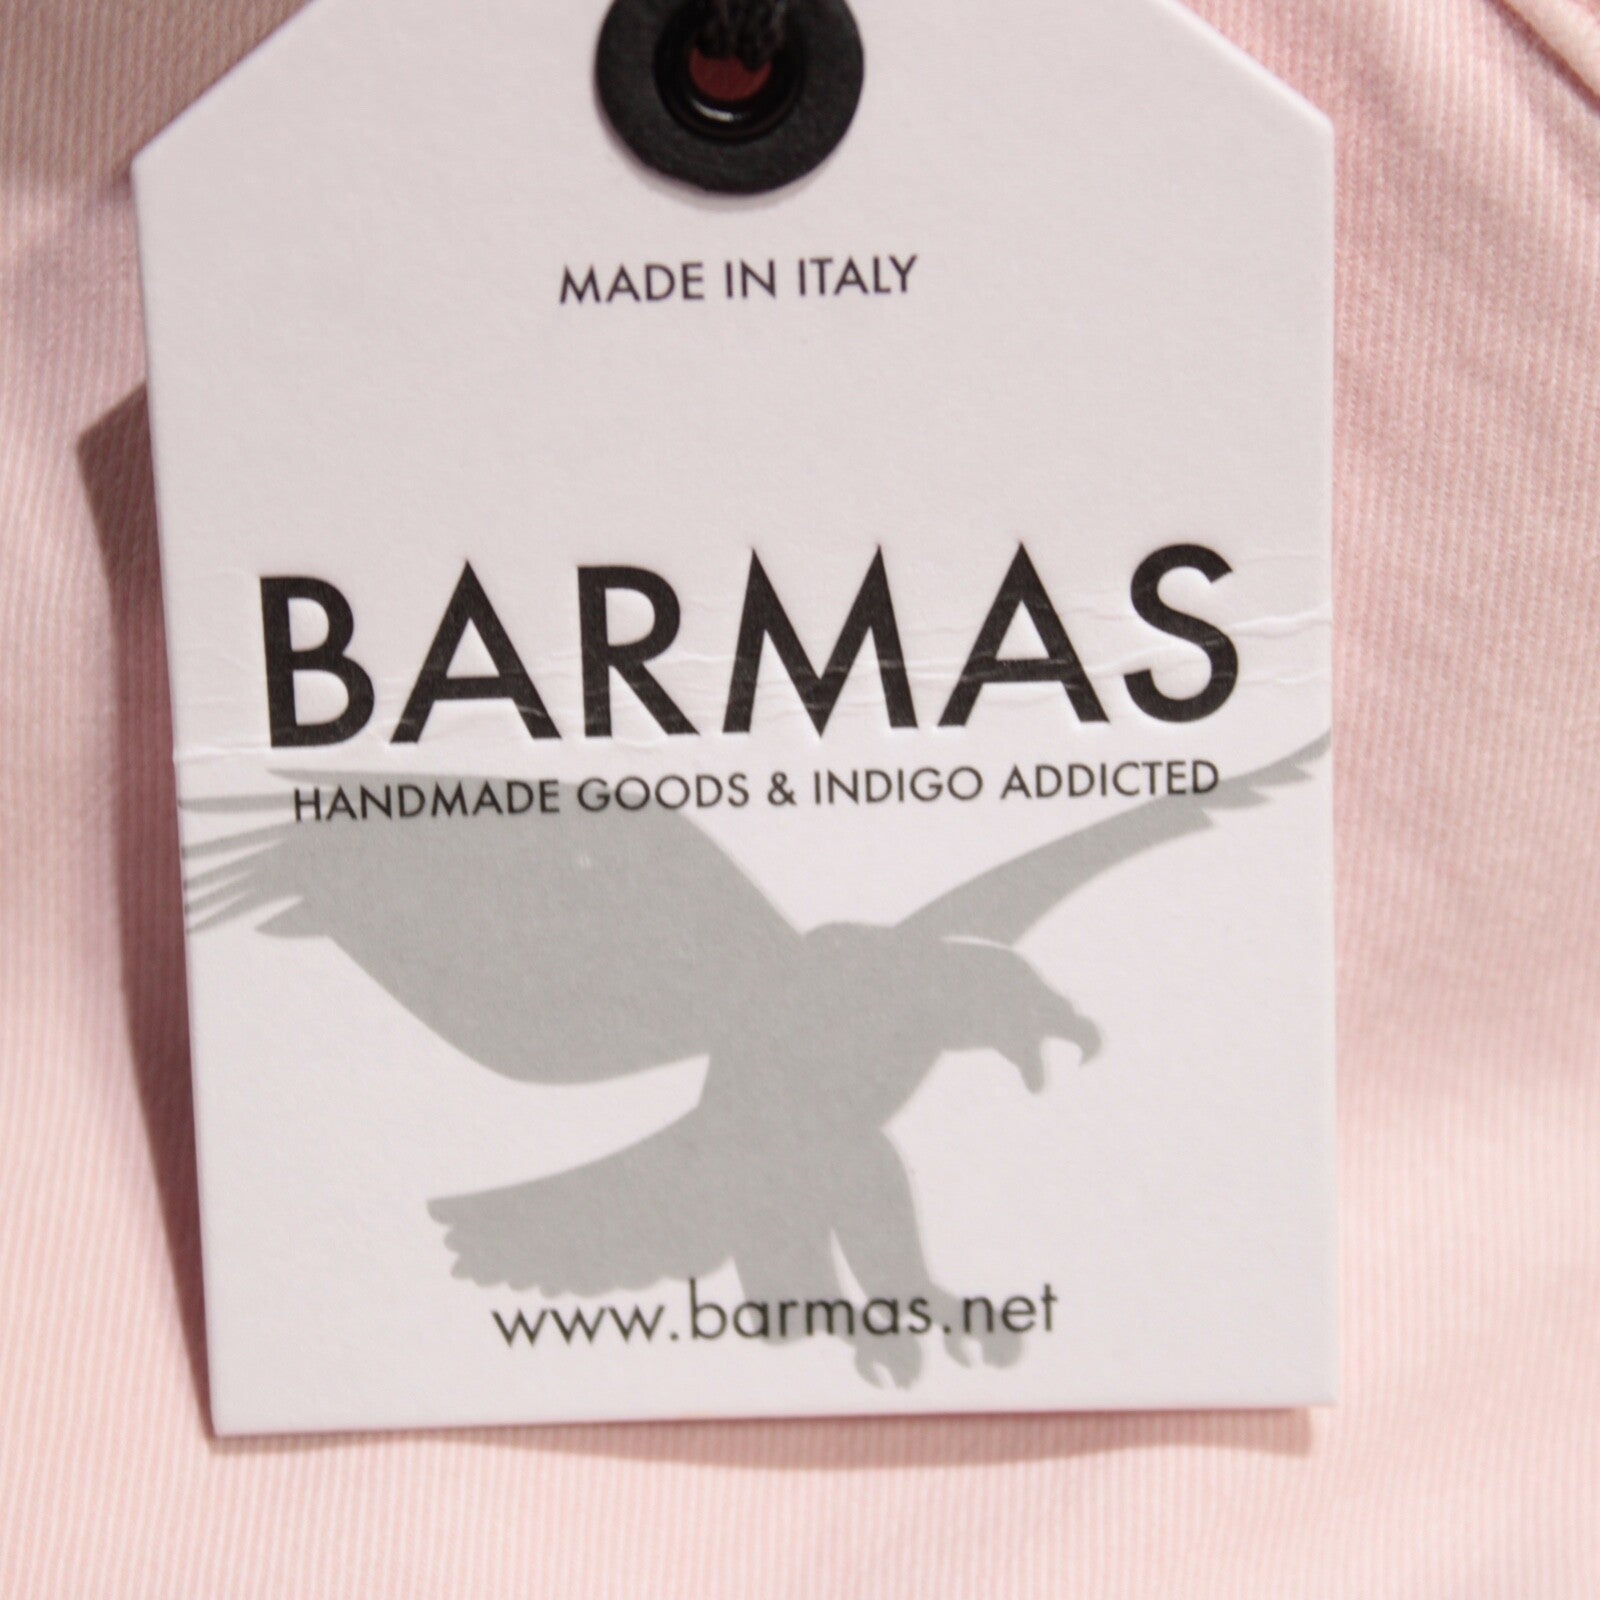 MADE IN ITALY
BARMAS
HANDMADE GOODS & INDIGO ADDICTED
www.barmas.net